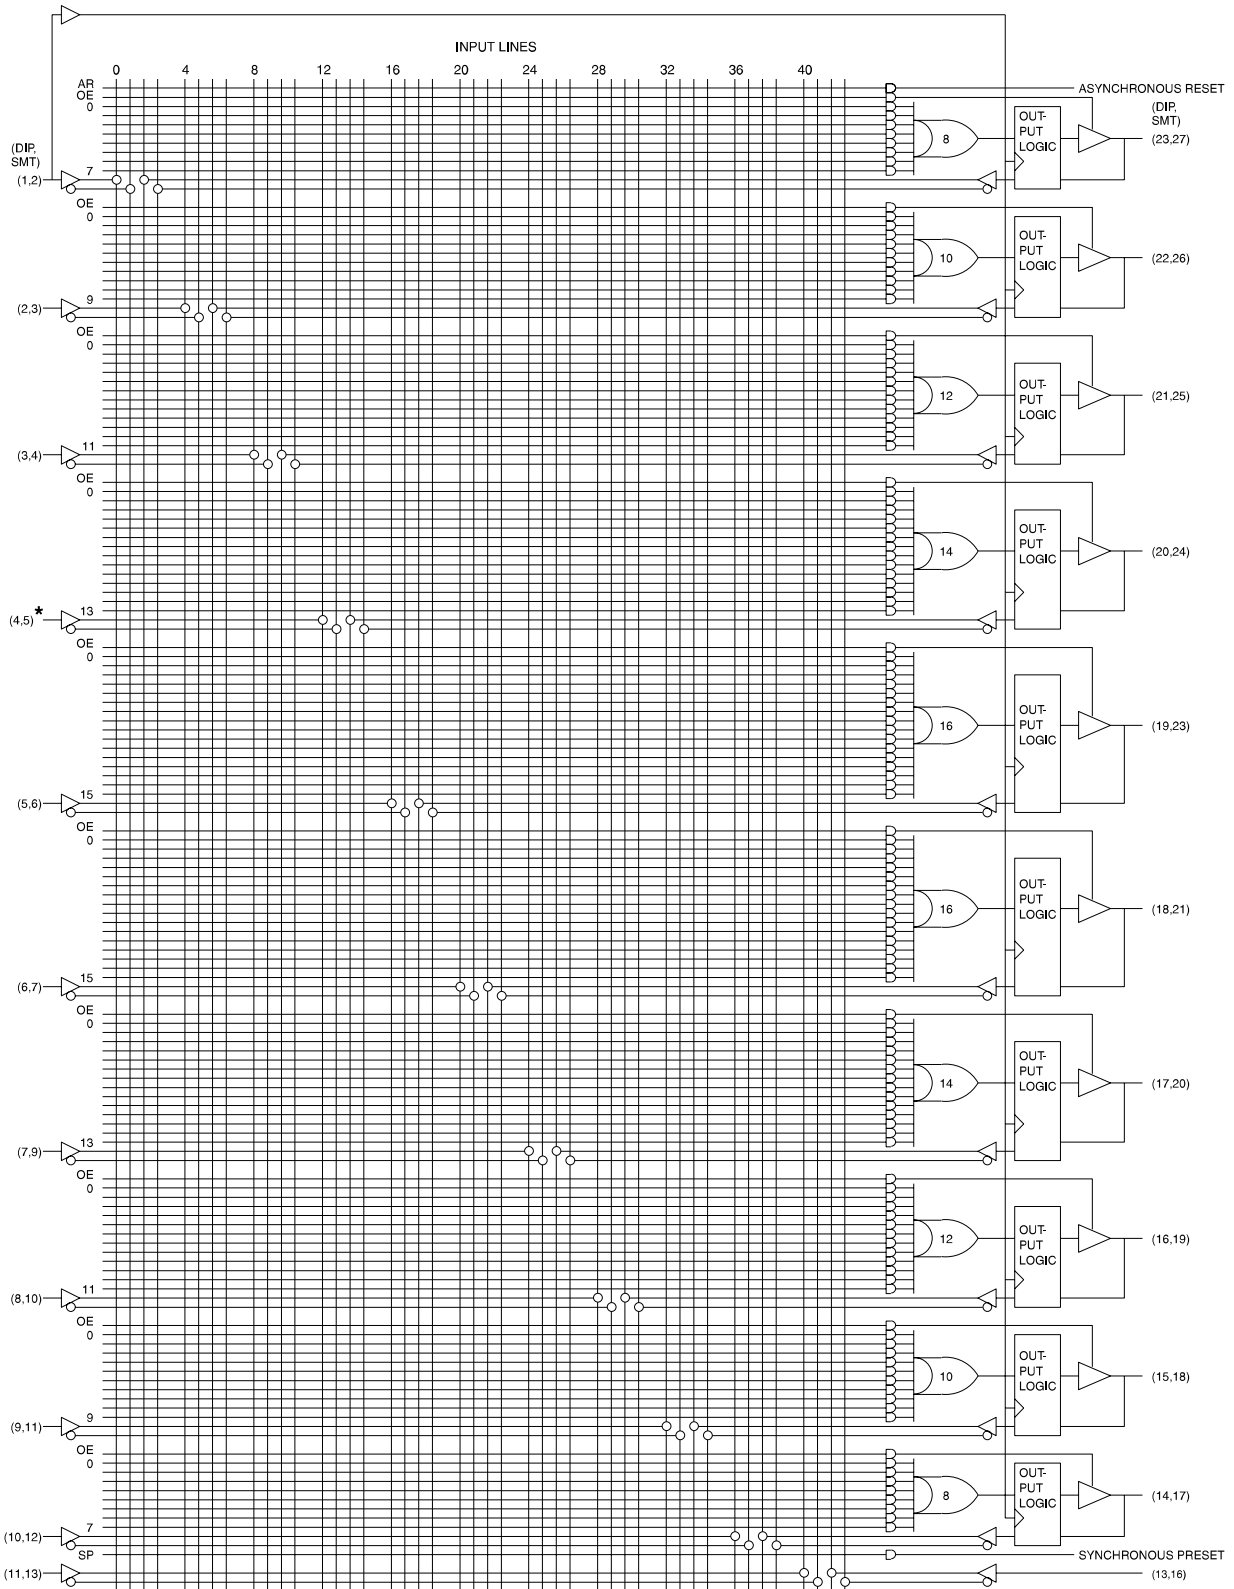 INPUT LINES
0 4 8 12 16 20 24 28 32 36 40
AR
ASYNCHRONOUS RESET
OE
0
(DIP,
SMT)
8
OUT-
PUT
LOGIC
(23,27)
(DIP,
SMT)
7
(1,2)
OE
0
10
OUT-
PUT
LOGIC
(22,26)
9
(2,3)
OE
0
12
OUT-
PUT
LOGIC
(21,25)
11
(3,4)
OE
0
14
OUT-
PUT
LOGIC
(20,24)
13
(4,5)*
OE
0
16
OUT-
PUT
LOGIC
(19,23)
15
(5,6)
OE
0
16
OUT-
PUT
LOGIC
(18,21)
15
(6,7)
OE
0
14
OUT-
PUT
LOGIC
(17,20)
13
(7,9)
OE
0
12
OUT-
PUT
LOGIC
(16,19)
11
(8,10)
OE
0
10
OUT-
PUT
LOGIC
(15,18)
9
(9,11)
OE
0
8
OUT-
PUT
LOGIC
(14,17)
7
(10,12)
SP
SYNCHRONOUS PRESET
(11,13)
(13,16)